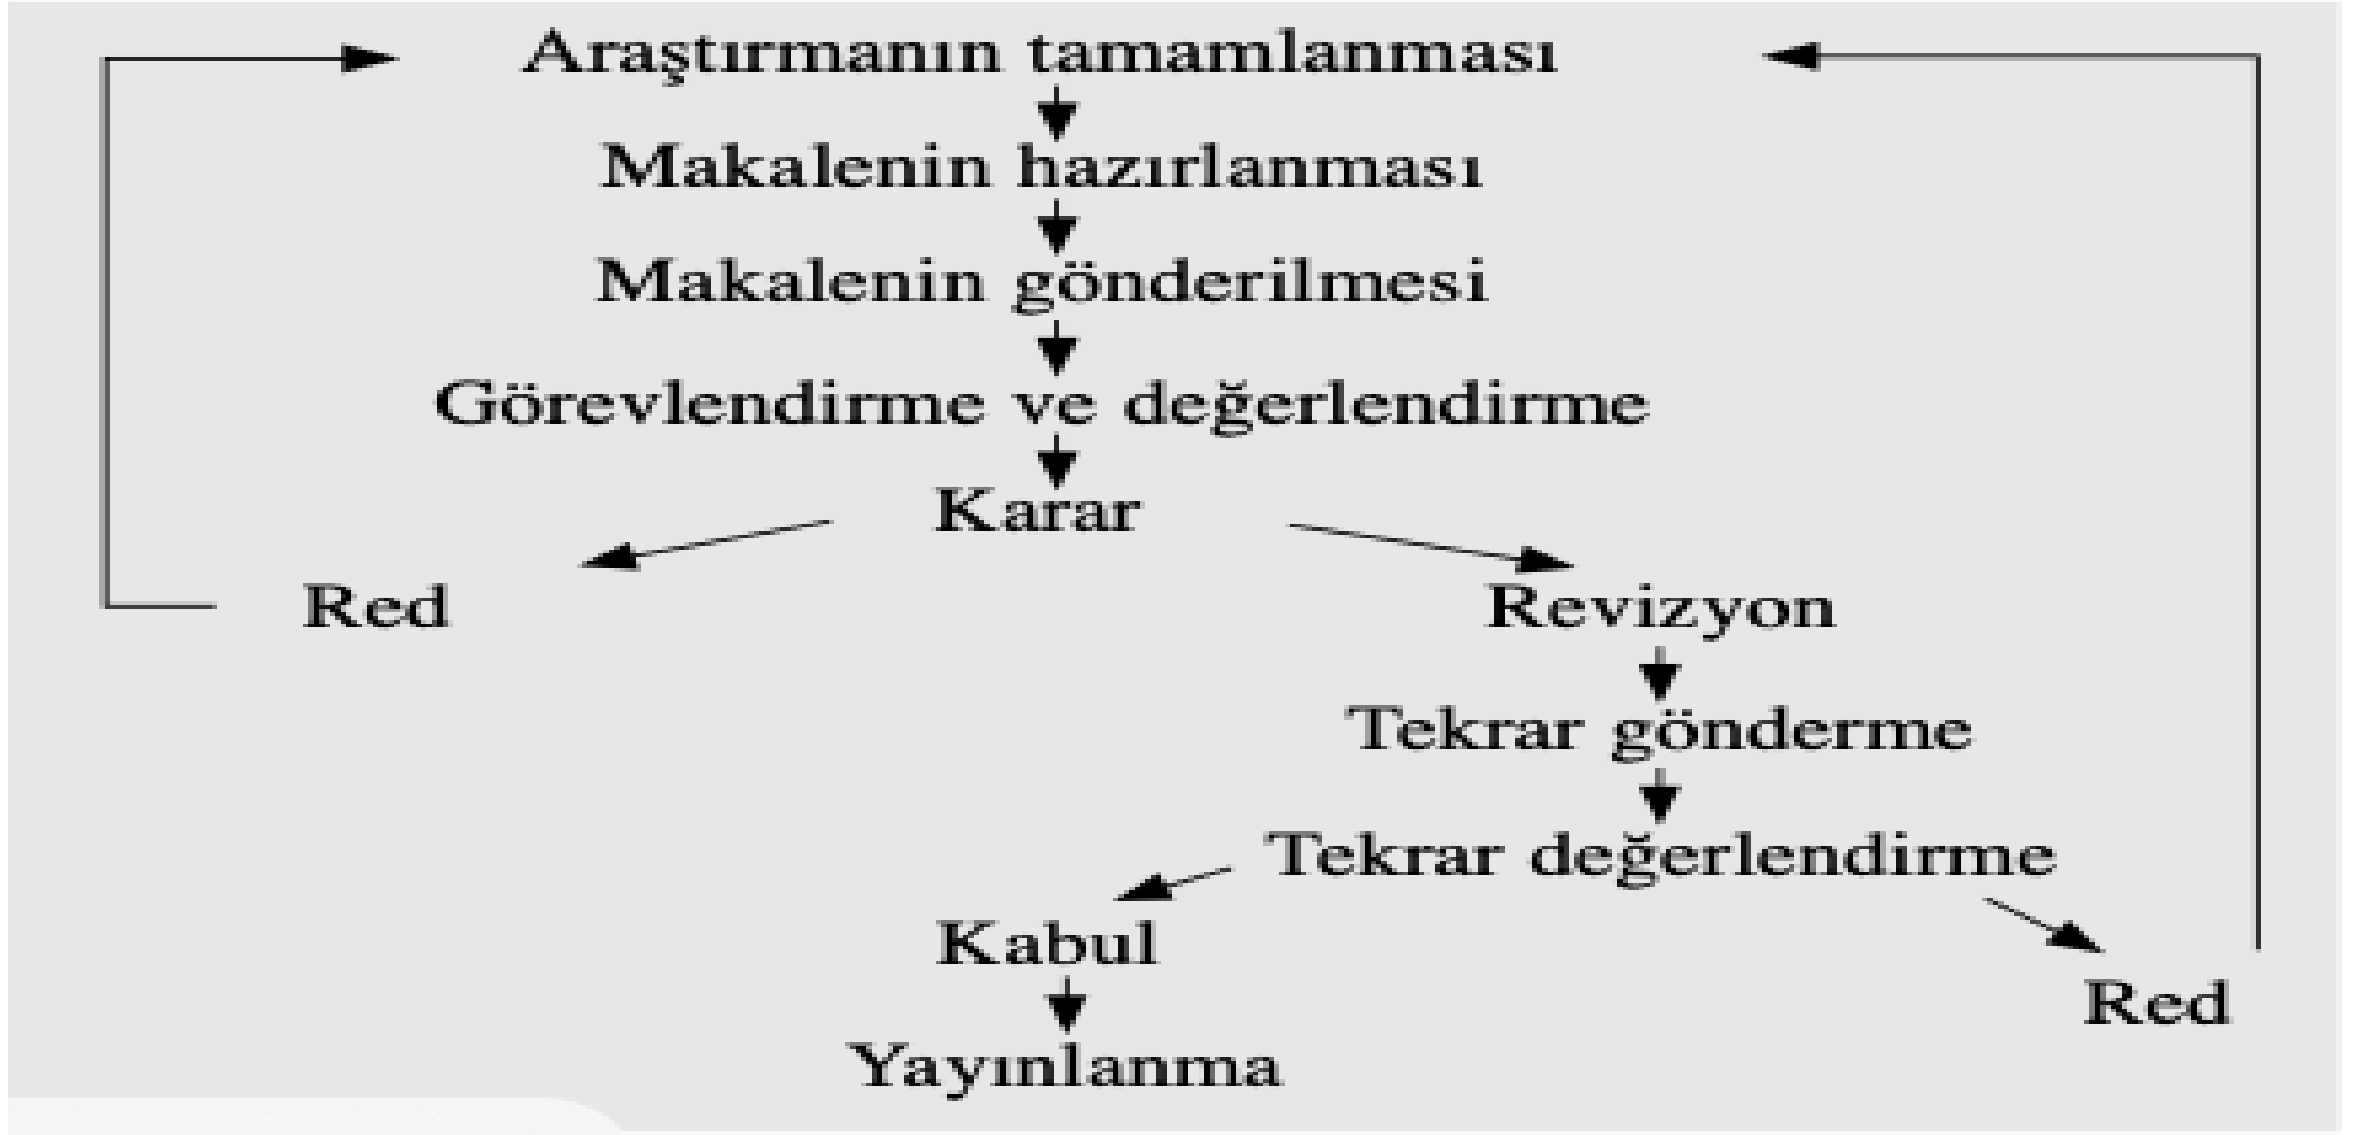 Araştırmanın tamamlanması
Makalenin hazırlanması
Makalenin gönderilmesi
Görevlendirme ve değerlendirme
Karar
Red
Revizyon
Tekrar gönderme
Tekrar değerlendirme
Kabul
Red
Yayınlanma